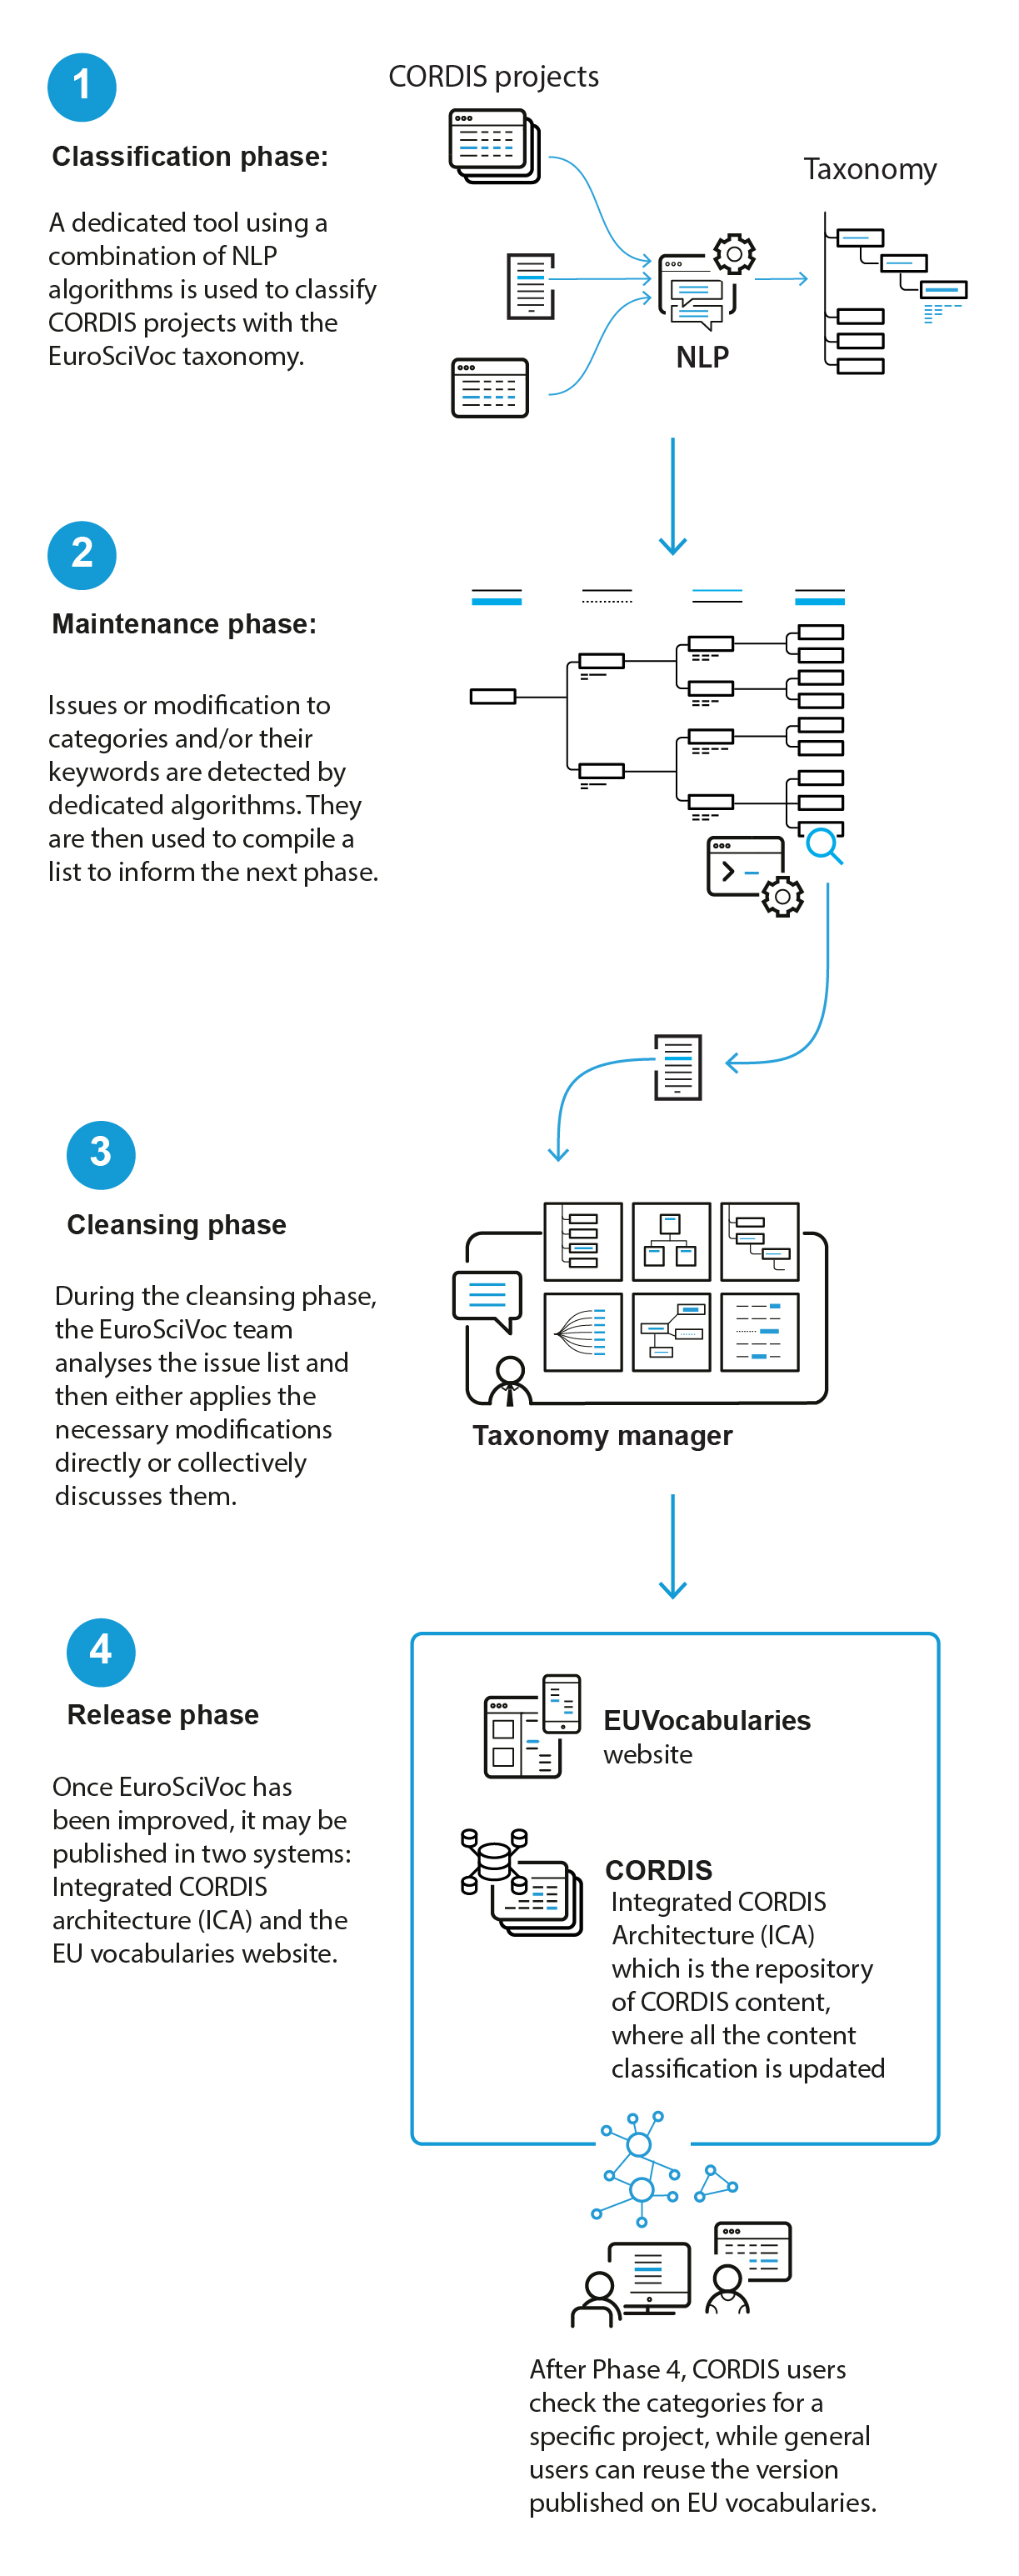 1
CORDIS projects
Classification phase:
Taxonomy
A dedicated tool using a
combination of NLP
algorithms is used to classify
CORDIS projects with the
EuroSciVoc taxonomy.
NLP
2
Maintenance phase:
Issues or modification to
categories and/or their
keywords are detected by
dedicated algorithms. They
are then used to compile a
list to inform the next phase.
3
Cleansing phase
During the cleansing phase,
the EuroSciVoc team
analyses the issue list and
then either applies the
necessary modifications
directly or collectively
discusses them.
Taxonomy manager
4
Release phase
Once EuroSciVoc has
been improved, it may be
published in two systems:
Integrated CORDIS
architecture (ICA) and the
EU vocabularies website.
EUVocabularies
website
CORDIS
Integrated CORDIS
Architecture (ICA)
which is the repository
of CORDIS content,
where all the content
classification is updated
After Phase 4, CORDIS users
check the categories for a
specific project, while general
users can reuse the version
published on EU vocabularies.